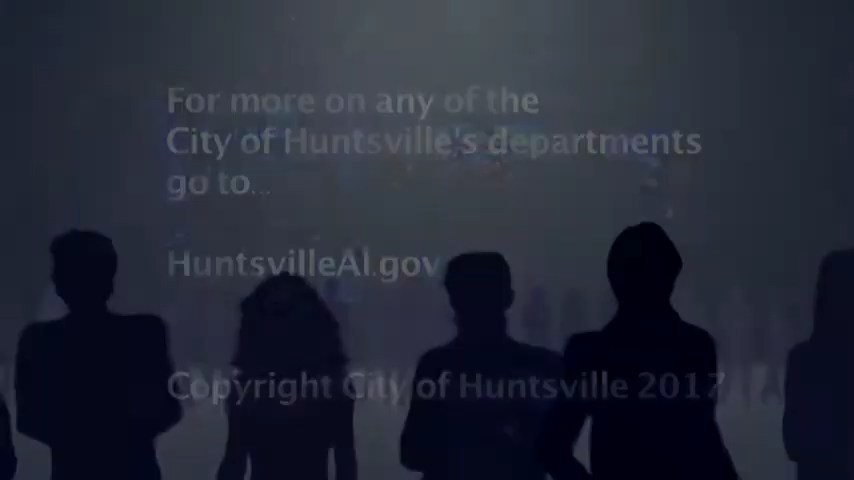 For more on any of the
City of Huntsville's departments
go to...
HuntsvilleAl.gov
Copyright City of Huntsville 2017